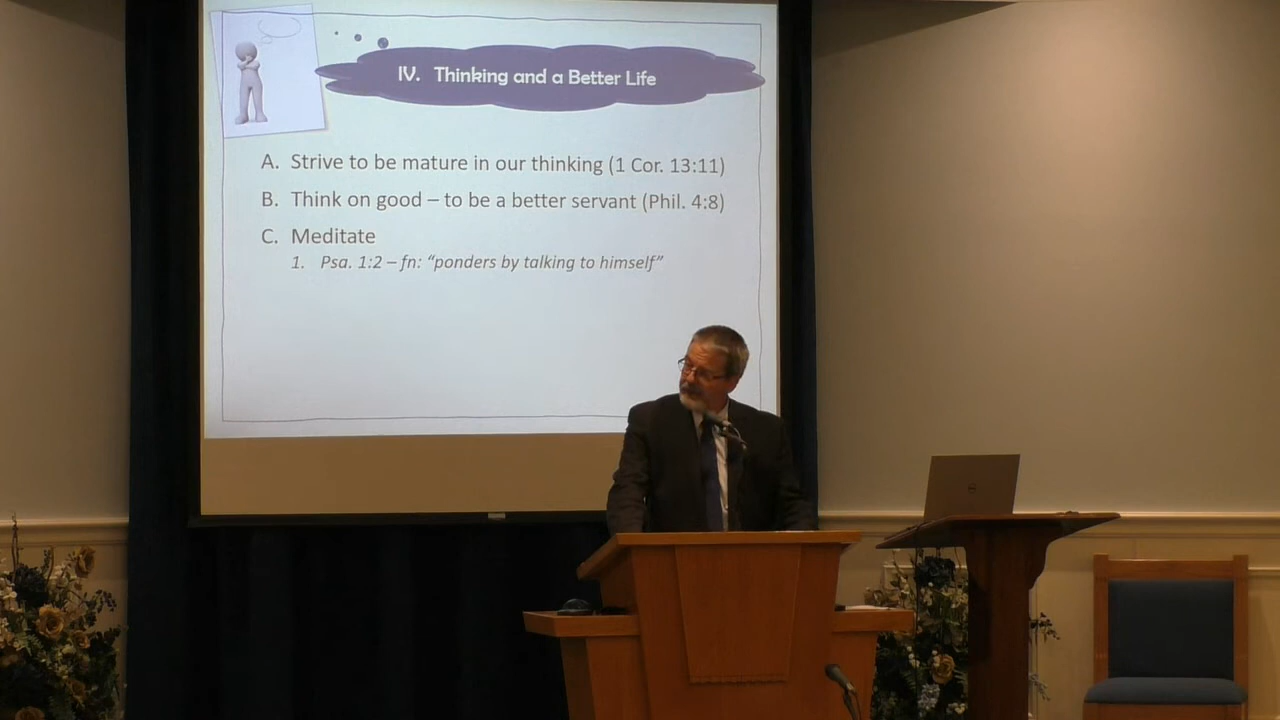 IV. Thinking and a Better Life
A. Strive to be mature in our thinking (1 Cor. 13:11)
B. Think on good – to be a better servant (Phil. 4:8)
C. Meditate
1. Psa. 1:2 – fn: “ponders by talking to himself”